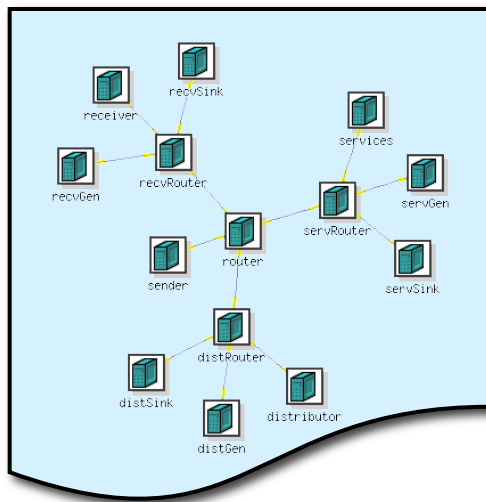 recvSink
receiver
services
recvGen
recvRouter
servGen
servRouter
router
sender
servSink
distRouter
distSink
distributor
distGen